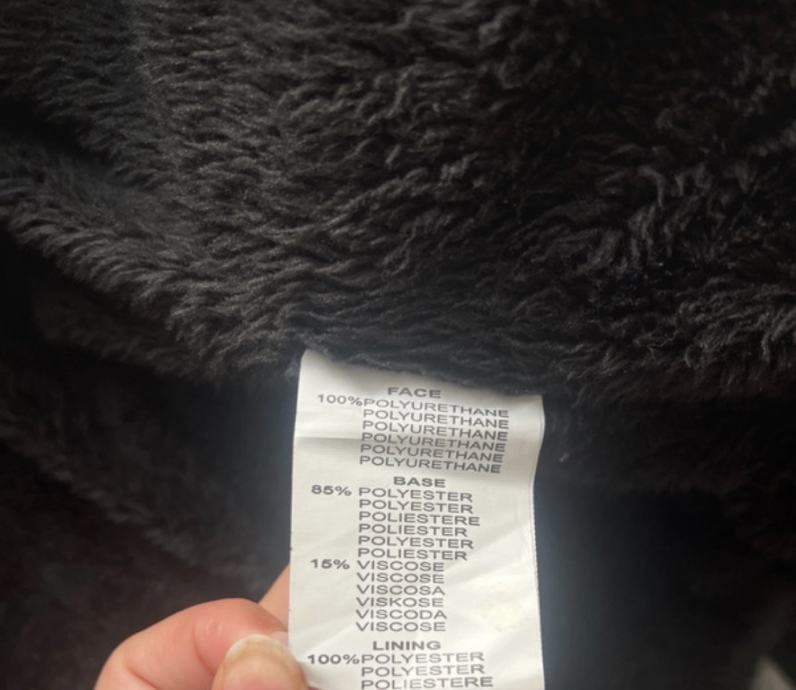 FACE
100%POLYURETHANE
POLYURETHANE
POLYURETHANE
POLYURETHANE
POLYURETHANE
POLYURETHANE
BASE
85% POLYESTER
POLYESTER
POLIESTERE
POLIESTER
POLYESTER
POLIESTER
15% VISCOSE
VISCOSE
VISCOSA
VISKOSE
VISCODA
VISCOSE
LINING
100%POLYESTER
POLYESTER
POLIESTERE